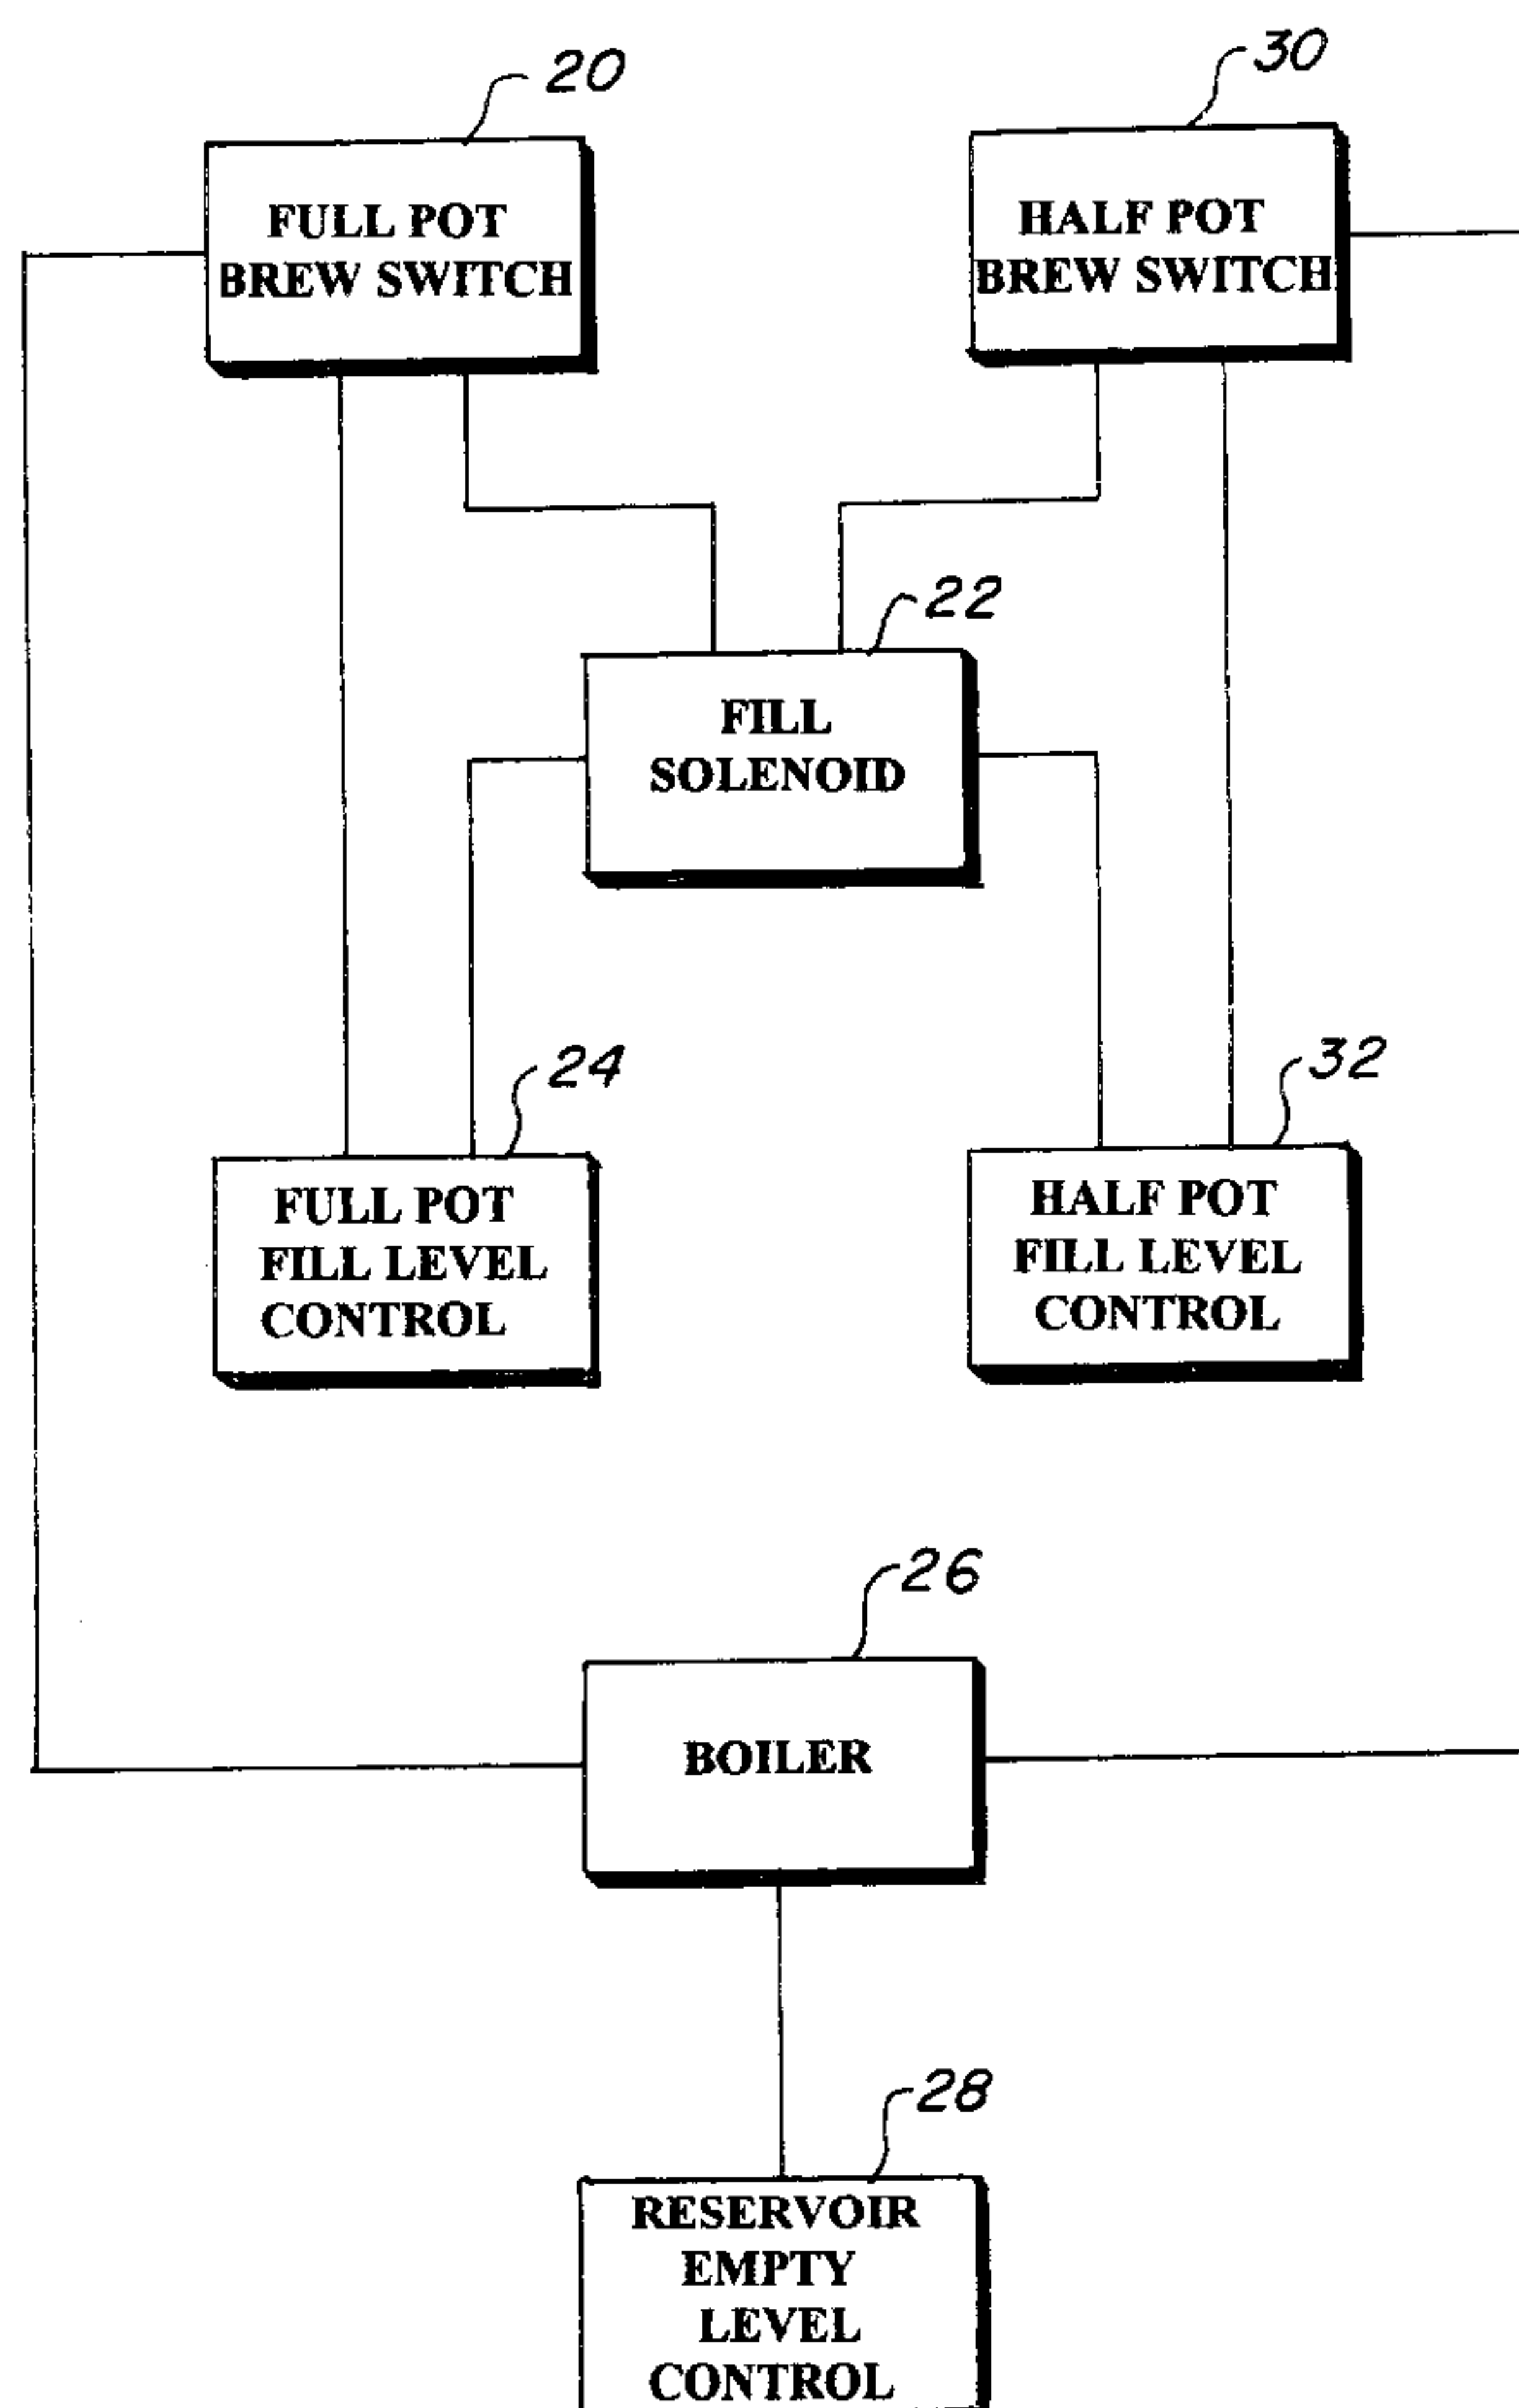 20
30
FULL POT
BREW SWITCH
HALF POT
BREW SWITCH
22
FILL
SOLENOID
24
32
FULL POT
FILL LEVEL
CONTROL
HALF POT
FILL LEVEL
CONTROL
26
BOILER
28
RESERVOIR
EMPTY
LEVEL
CONTROL